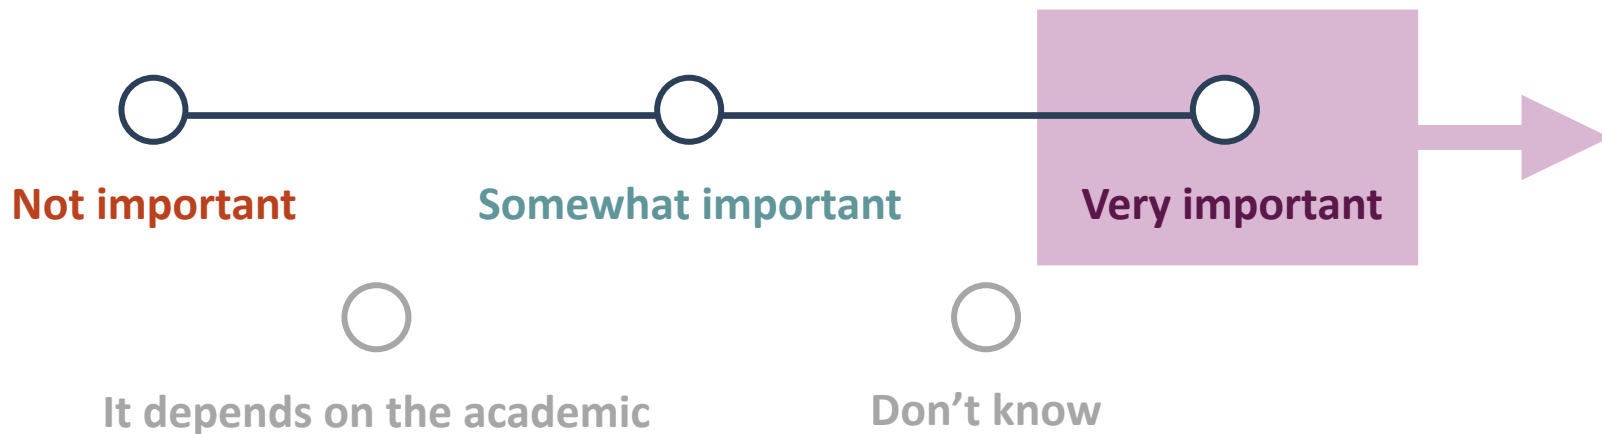 Not important
Somewhat important
Very important
It depends on the academic
Don’t know